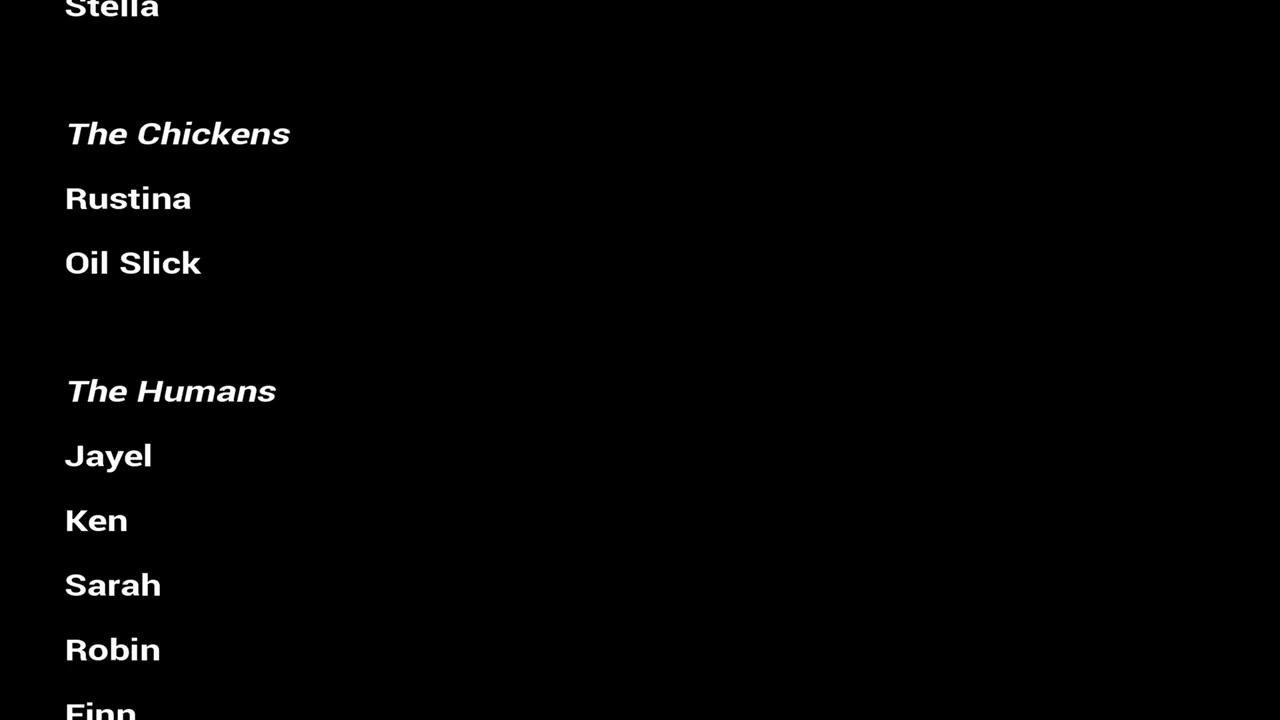 Stella
The Chickens
Rustina
Oil Slick
The Humans
Jayel
Ken
Sarah
Robin
Finn